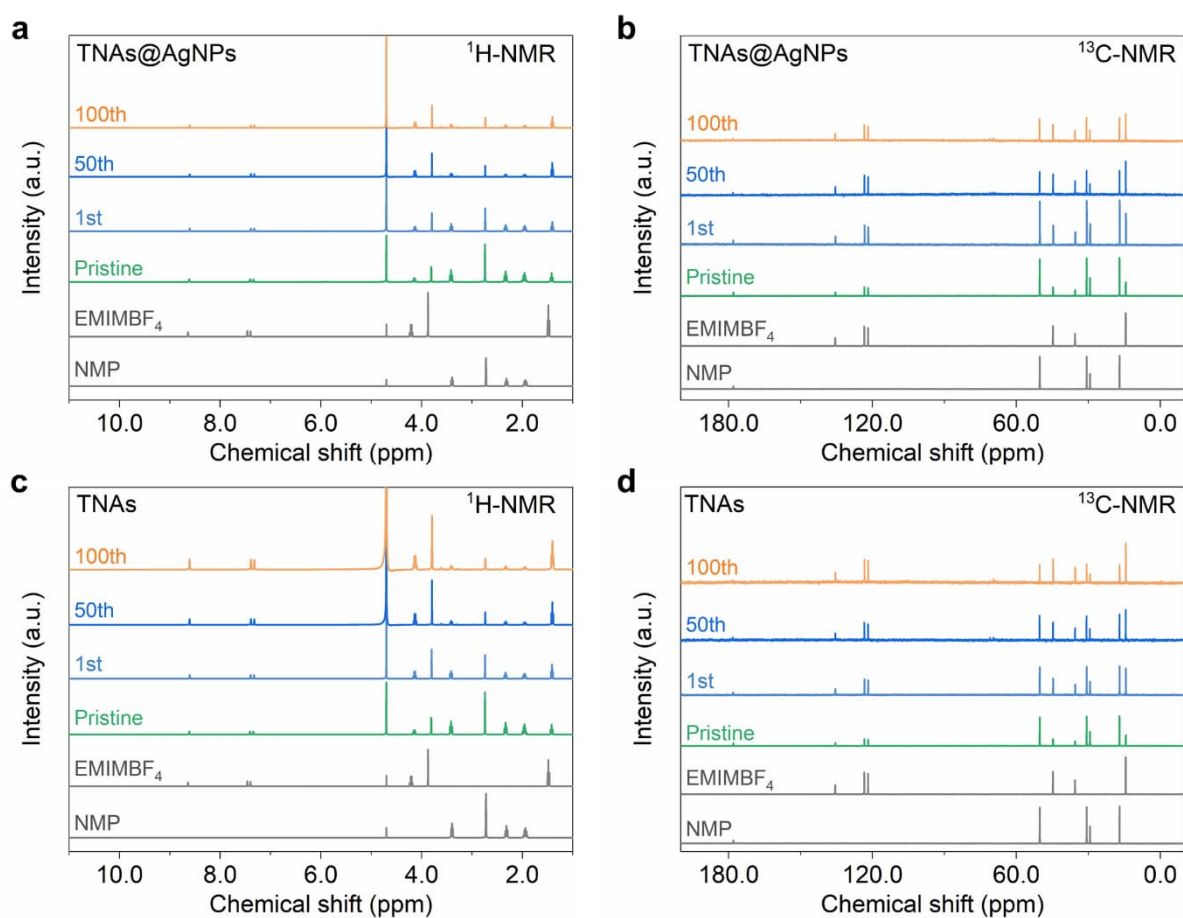 a
TNAs@AgNPs
¹H-NMR
100th
50th
1st
Pristine
EMIMBF₄
NMP
Intensity (a.u.)
10.0 8.0 6.0 4.0 2.0
Chemical shift (ppm)
b
TNAs@AgNPs
¹³C-NMR
100th
50th
1st
Pristine
EMIMBF₄
NMP
Intensity (a.u.)
180.0 120.0 60.0 0.0
Chemical shift (ppm)
c
TNAs
¹H-NMR
100th
50th
1st
Pristine
EMIMBF₄
NMP
Intensity (a.u.)
10.0 8.0 6.0 4.0 2.0
Chemical shift (ppm)
d
TNAs
¹³C-NMR
100th
50th
1st
Pristine
EMIMBF₄
NMP
Intensity (a.u.)
180.0 120.0 60.0 0.0
Chemical shift (ppm)